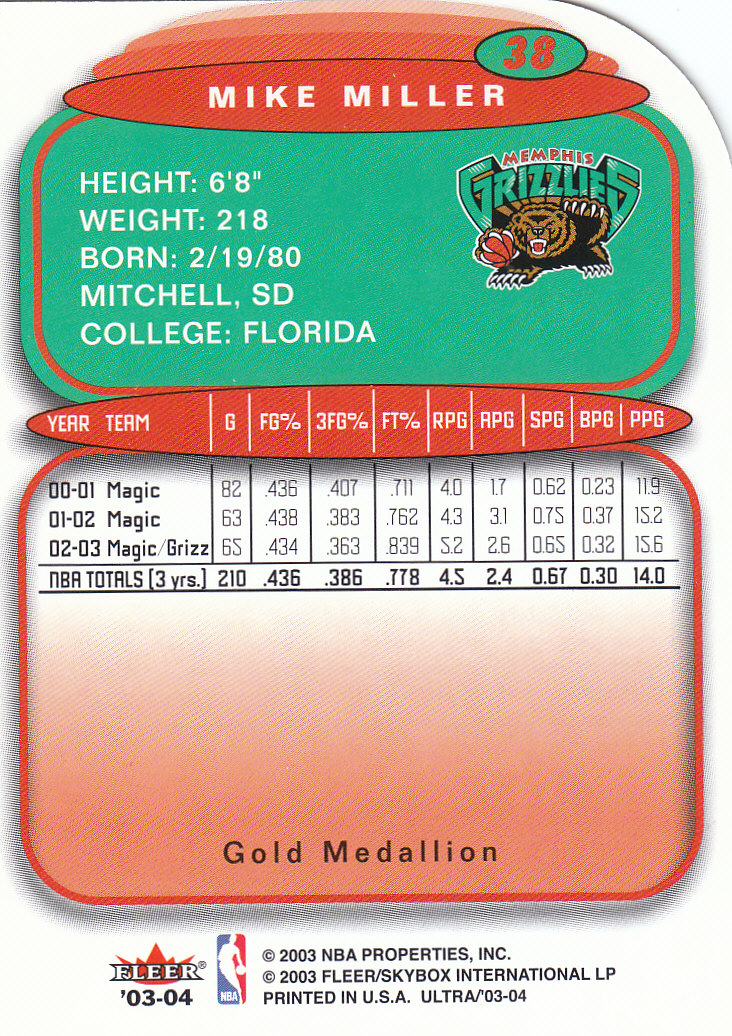 38
MIKE MILLER
MEMPHIS
GRIZZLIES
HEIGHT: 6'8"
WEIGHT: 218
BORN: 2/19/80
MITCHELL, SD
COLLEGE: FLORIDA
YEAR TEAM G FG% 3FG% FT% RPG APG SPG BPG PPG
00-01 Magic 82 .436 .407 .711 4.0 1.7 0.62 0.23 11.9
01-02 Magic 63 .438 .383 .762 4.3 3.1 0.75 0.37 15.2
02-03 Magic/Grizz 65 .434 .363 .839 5.2 2.6 0.65 0.32 15.6
NBA TOTALS (3 yrs.) 210 .436 .386 .778 4.5 2.4 0.67 0.30 14.0
Gold Medallion
FLEER®
'03-04
NBA
© 2003 NBA PROPERTIES, INC.
© 2003 FLEER/SKYBOX INTERNATIONAL LP
PRINTED IN U.S.A. ULTRA/'03-04